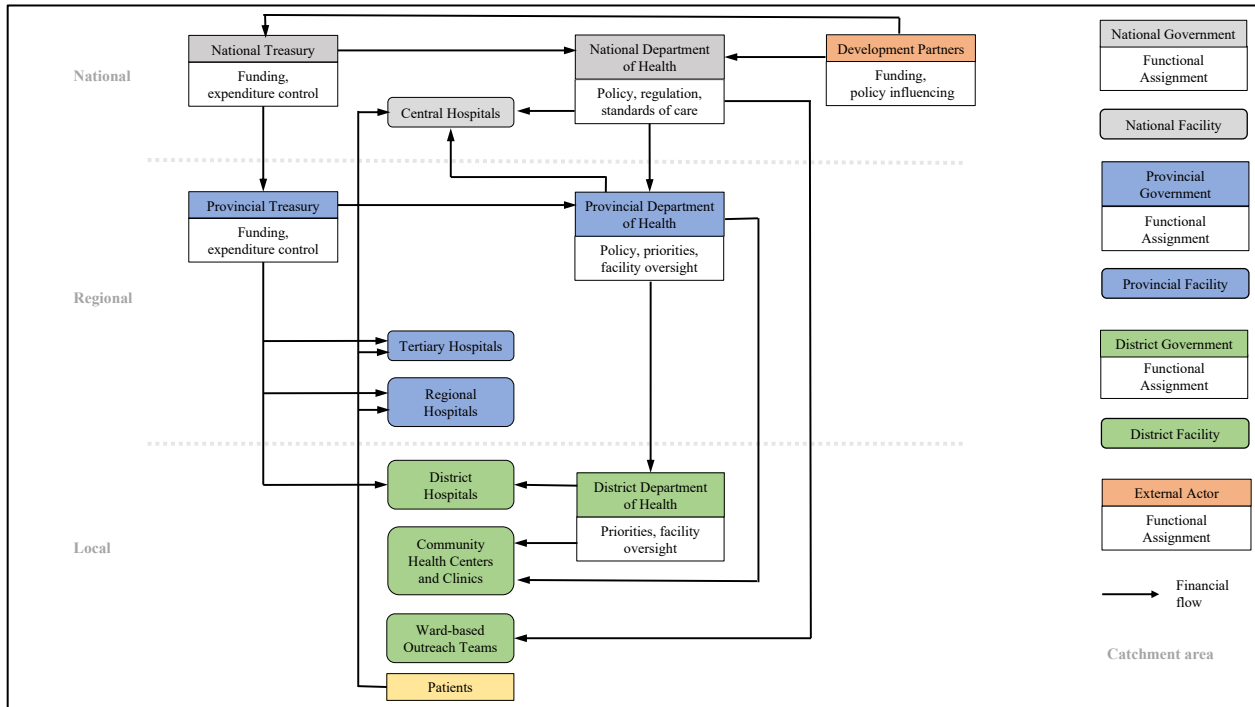 National
National Treasury
Funding,
expenditure control
National Department
of Health
Policy, regulation,
standards of care
Development Partners
Funding,
policy influencing
Central Hospitals
Regional
Provincial Treasury
Funding,
expenditure control
Provincial Department
of Health
Policy, priorities,
facility oversight
Tertiary Hospitals
Regional
Hospitals
Local
District
Hospitals
District Department
of Health
Priorities, facility
oversight
Community
Health Centers
and Clinics
Ward-based
Outreach Teams
Patients
National Government
Functional
Assignment
National Facility
Provincial
Government
Functional
Assignment
Provincial Facility
District Government
Functional
Assignment
District Facility
External Actor
Functional
Assignment
Financial
flow
Catchment area